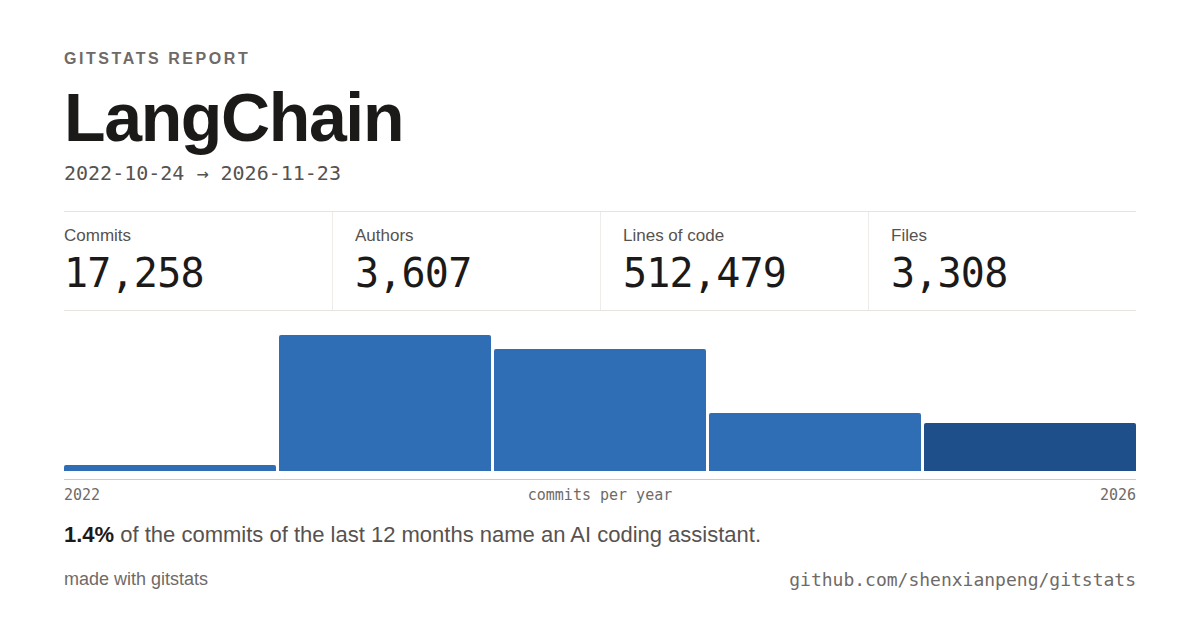 GITSTATS REPORT
LangChain
2022-10-24 → 2026-11-23
Commits Authors Lines of code Files
17,258 3,607 512,479 3,308
2022 commits per year 2026
1.4% of the commits of the last 12 months name an AI coding assistant.
made with gitstats github.com/shenxianpeng/gitstats